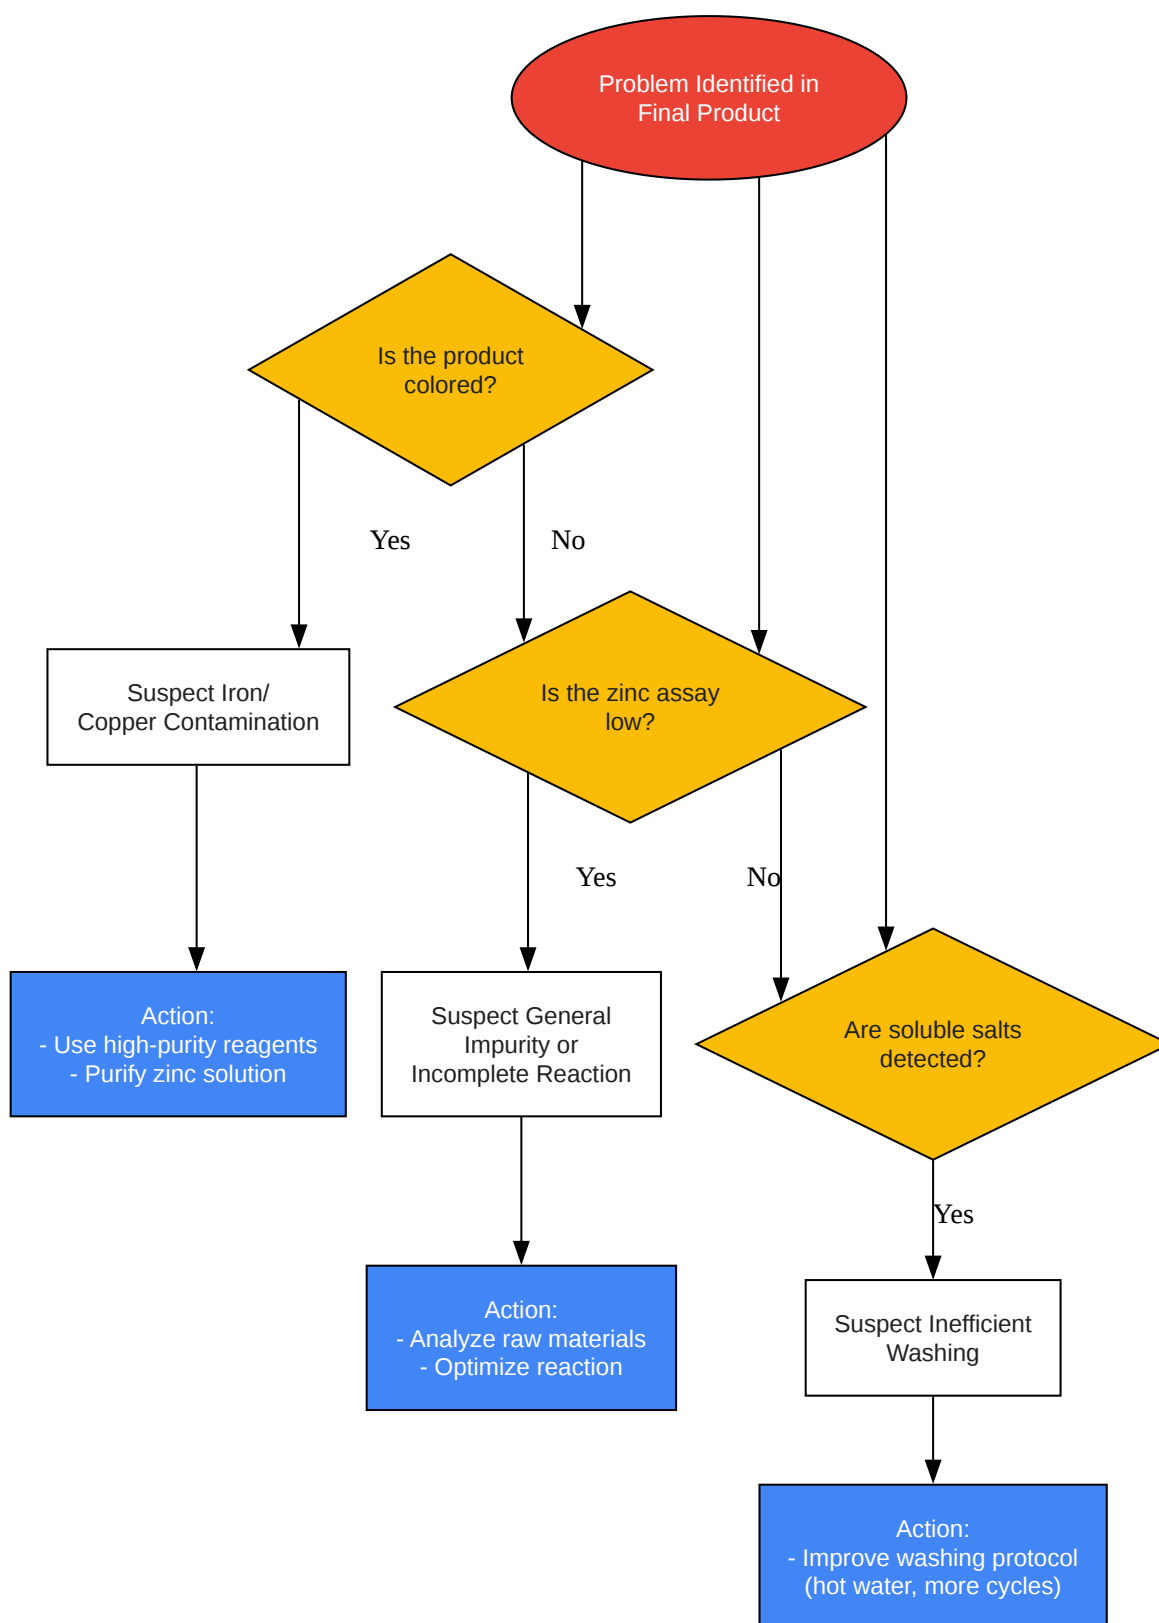 Problem Identified in
Final Product
Is the product
colored?
Yes
No
Suspect Iron/
Copper Contamination
Is the zinc assay
low?
Yes
No
Action:
- Use high-purity reagents
- Purify zinc solution
Suspect General
Impurity or
Incomplete Reaction
Are soluble salts
detected?
Yes
Action:
- Analyze raw materials
- Optimize reaction
Suspect Inefficient
Washing
Action:
- Improve washing protocol
(hot water, more cycles)